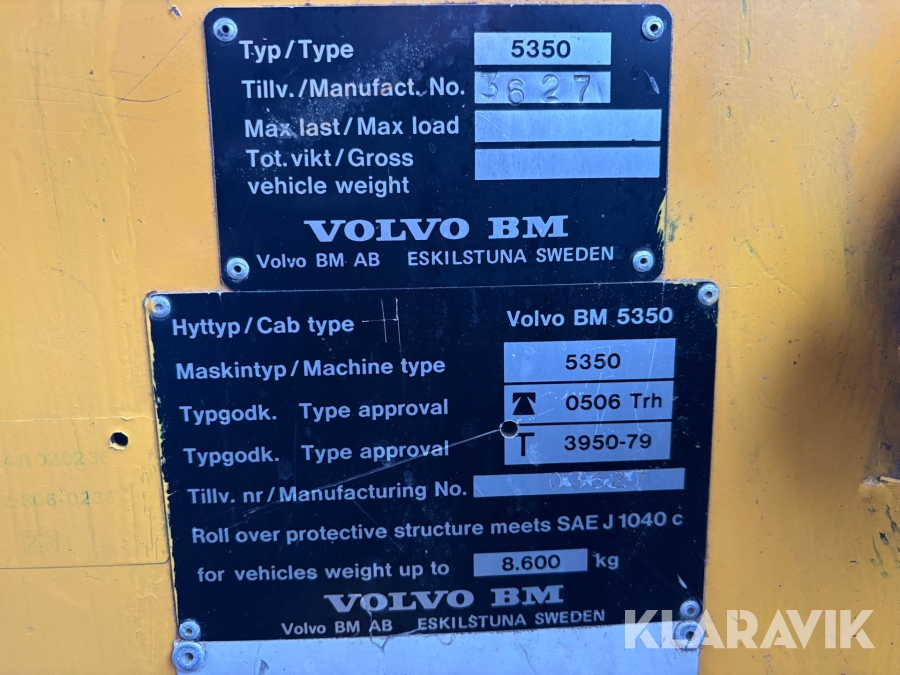 Typ/Type 5350
Tillv./Manufact. No. 3627
Max last/Max load
Tot.vikt/Gross
vehicle weight
VOLVO BM
Volvo BM AB ESKILSTUNA SWEDEN
Hyttyp/Cab type H Volvo BM 5350
Maskintyp/Machine type 5350
Typgodk. Type approval 0506 Trh
Typgodk. Type approval T 3950-79
Tillv. nr/Manufacturing No.
Roll over protective structure meets SAE J 1040 c
for vehicles weight up to 8.600 kg
VOLVO BM
Volvo BM AB ESKILSTUNA SWEDEN
KLARAVIK